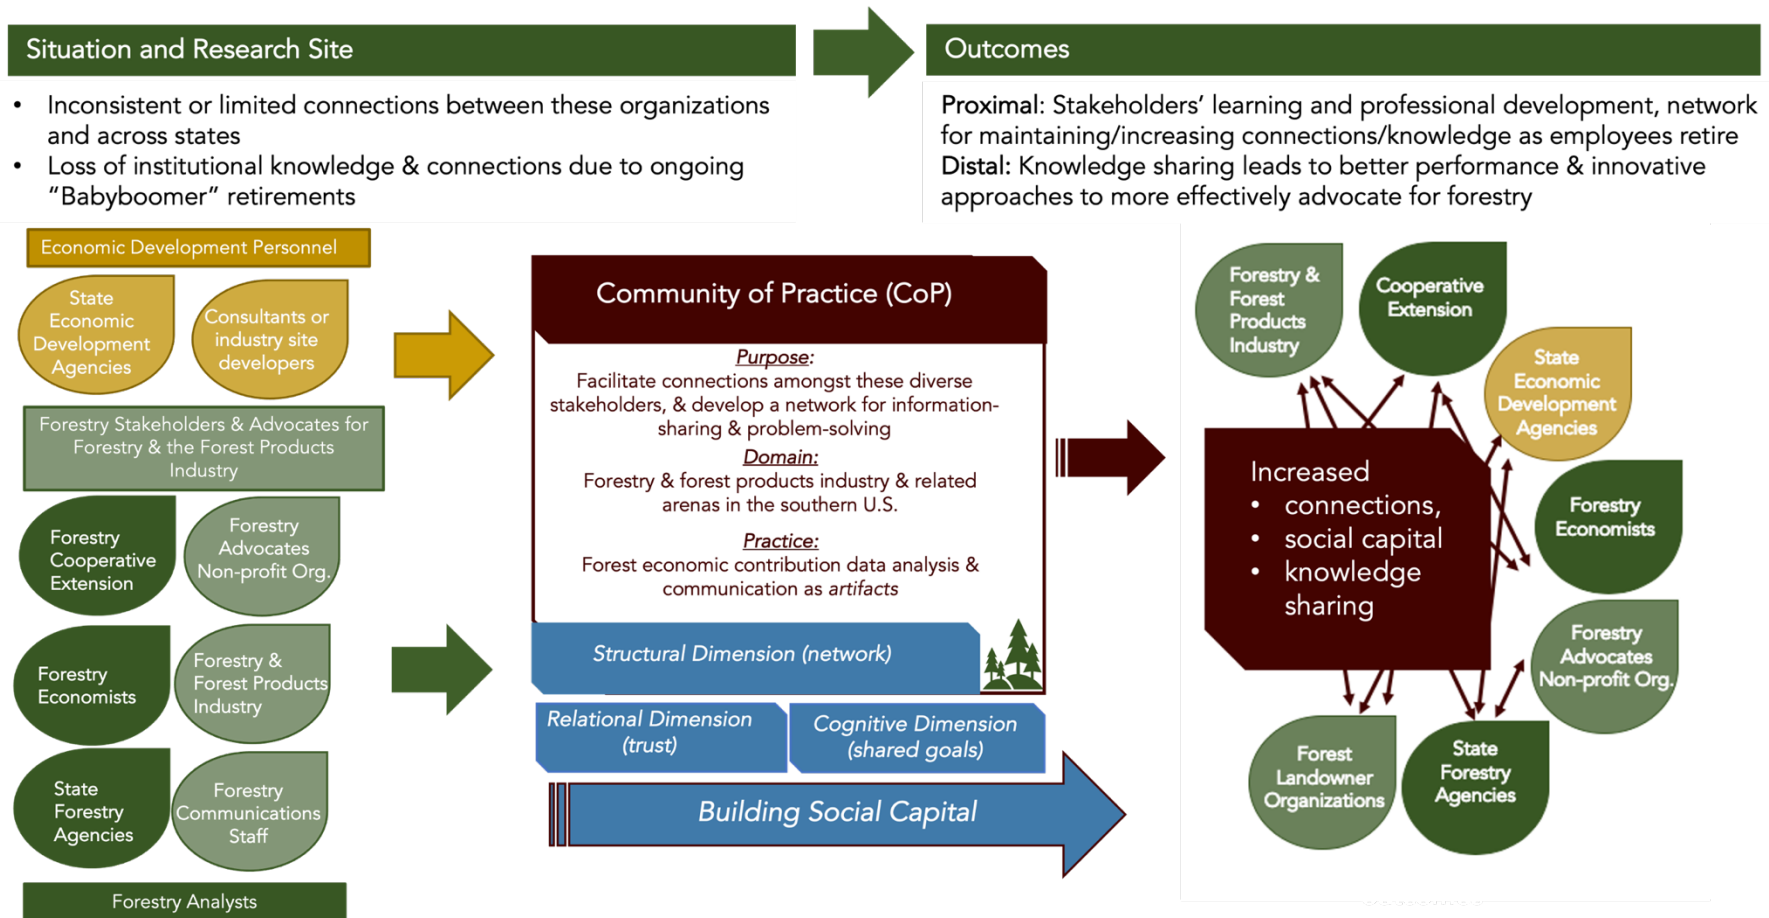 Situation and Research Site
• Inconsistent or limited connections between these organizations
and across states
• Loss of institutional knowledge & connections due to ongoing
“Babyboomer” retirements
Outcomes
Proximal: Stakeholders’ learning and professional development, network
for maintaining/increasing connections/knowledge as employees retire
Distal: Knowledge sharing leads to better performance & innovative
approaches to more effectively advocate for forestry
Economic Development Personnel
State
Economic
Development
Agencies
Consultants or
industry site
developers
Forestry Stakeholders & Advocates for
Forestry & the Forest Products
Industry
Forestry
Cooperative
Extension
Forestry
Advocates
Non-profit Org.
Forestry
Economists
Forestry &
Forest Products
Industry
State
Forestry
Agencies
Forestry
Communications
Staff
Forestry Analysts
Community of Practice (CoP)
Purpose:
Facilitate connections amongst these diverse
stakeholders, & develop a network for information-
sharing & problem-solving
Domain:
Forestry & forest products industry & related
arenas in the southern U.S.
Practice:
Forest economic contribution data analysis &
communication as artifacts
Structural Dimension (network)
Relational Dimension
(trust)
Cognitive Dimension
(shared goals)
Building Social Capital
Forestry &
Forest
Products
Industry
Cooperative
Extension
State
Economic
Development
Agencies
Increased
• connections,
• social capital
• knowledge
sharing
Forestry
Economists
Forestry
Advocates
Non-profit Org.
Forest
Landowner
Organizations
State
Forestry
Agencies